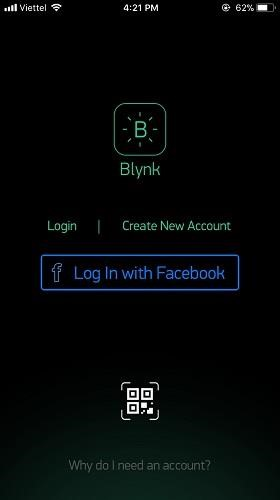 Viettel 4:21 PM 62%
B
Blynk
Login | Create New Account
f Log In with Facebook
Why do I need an account?